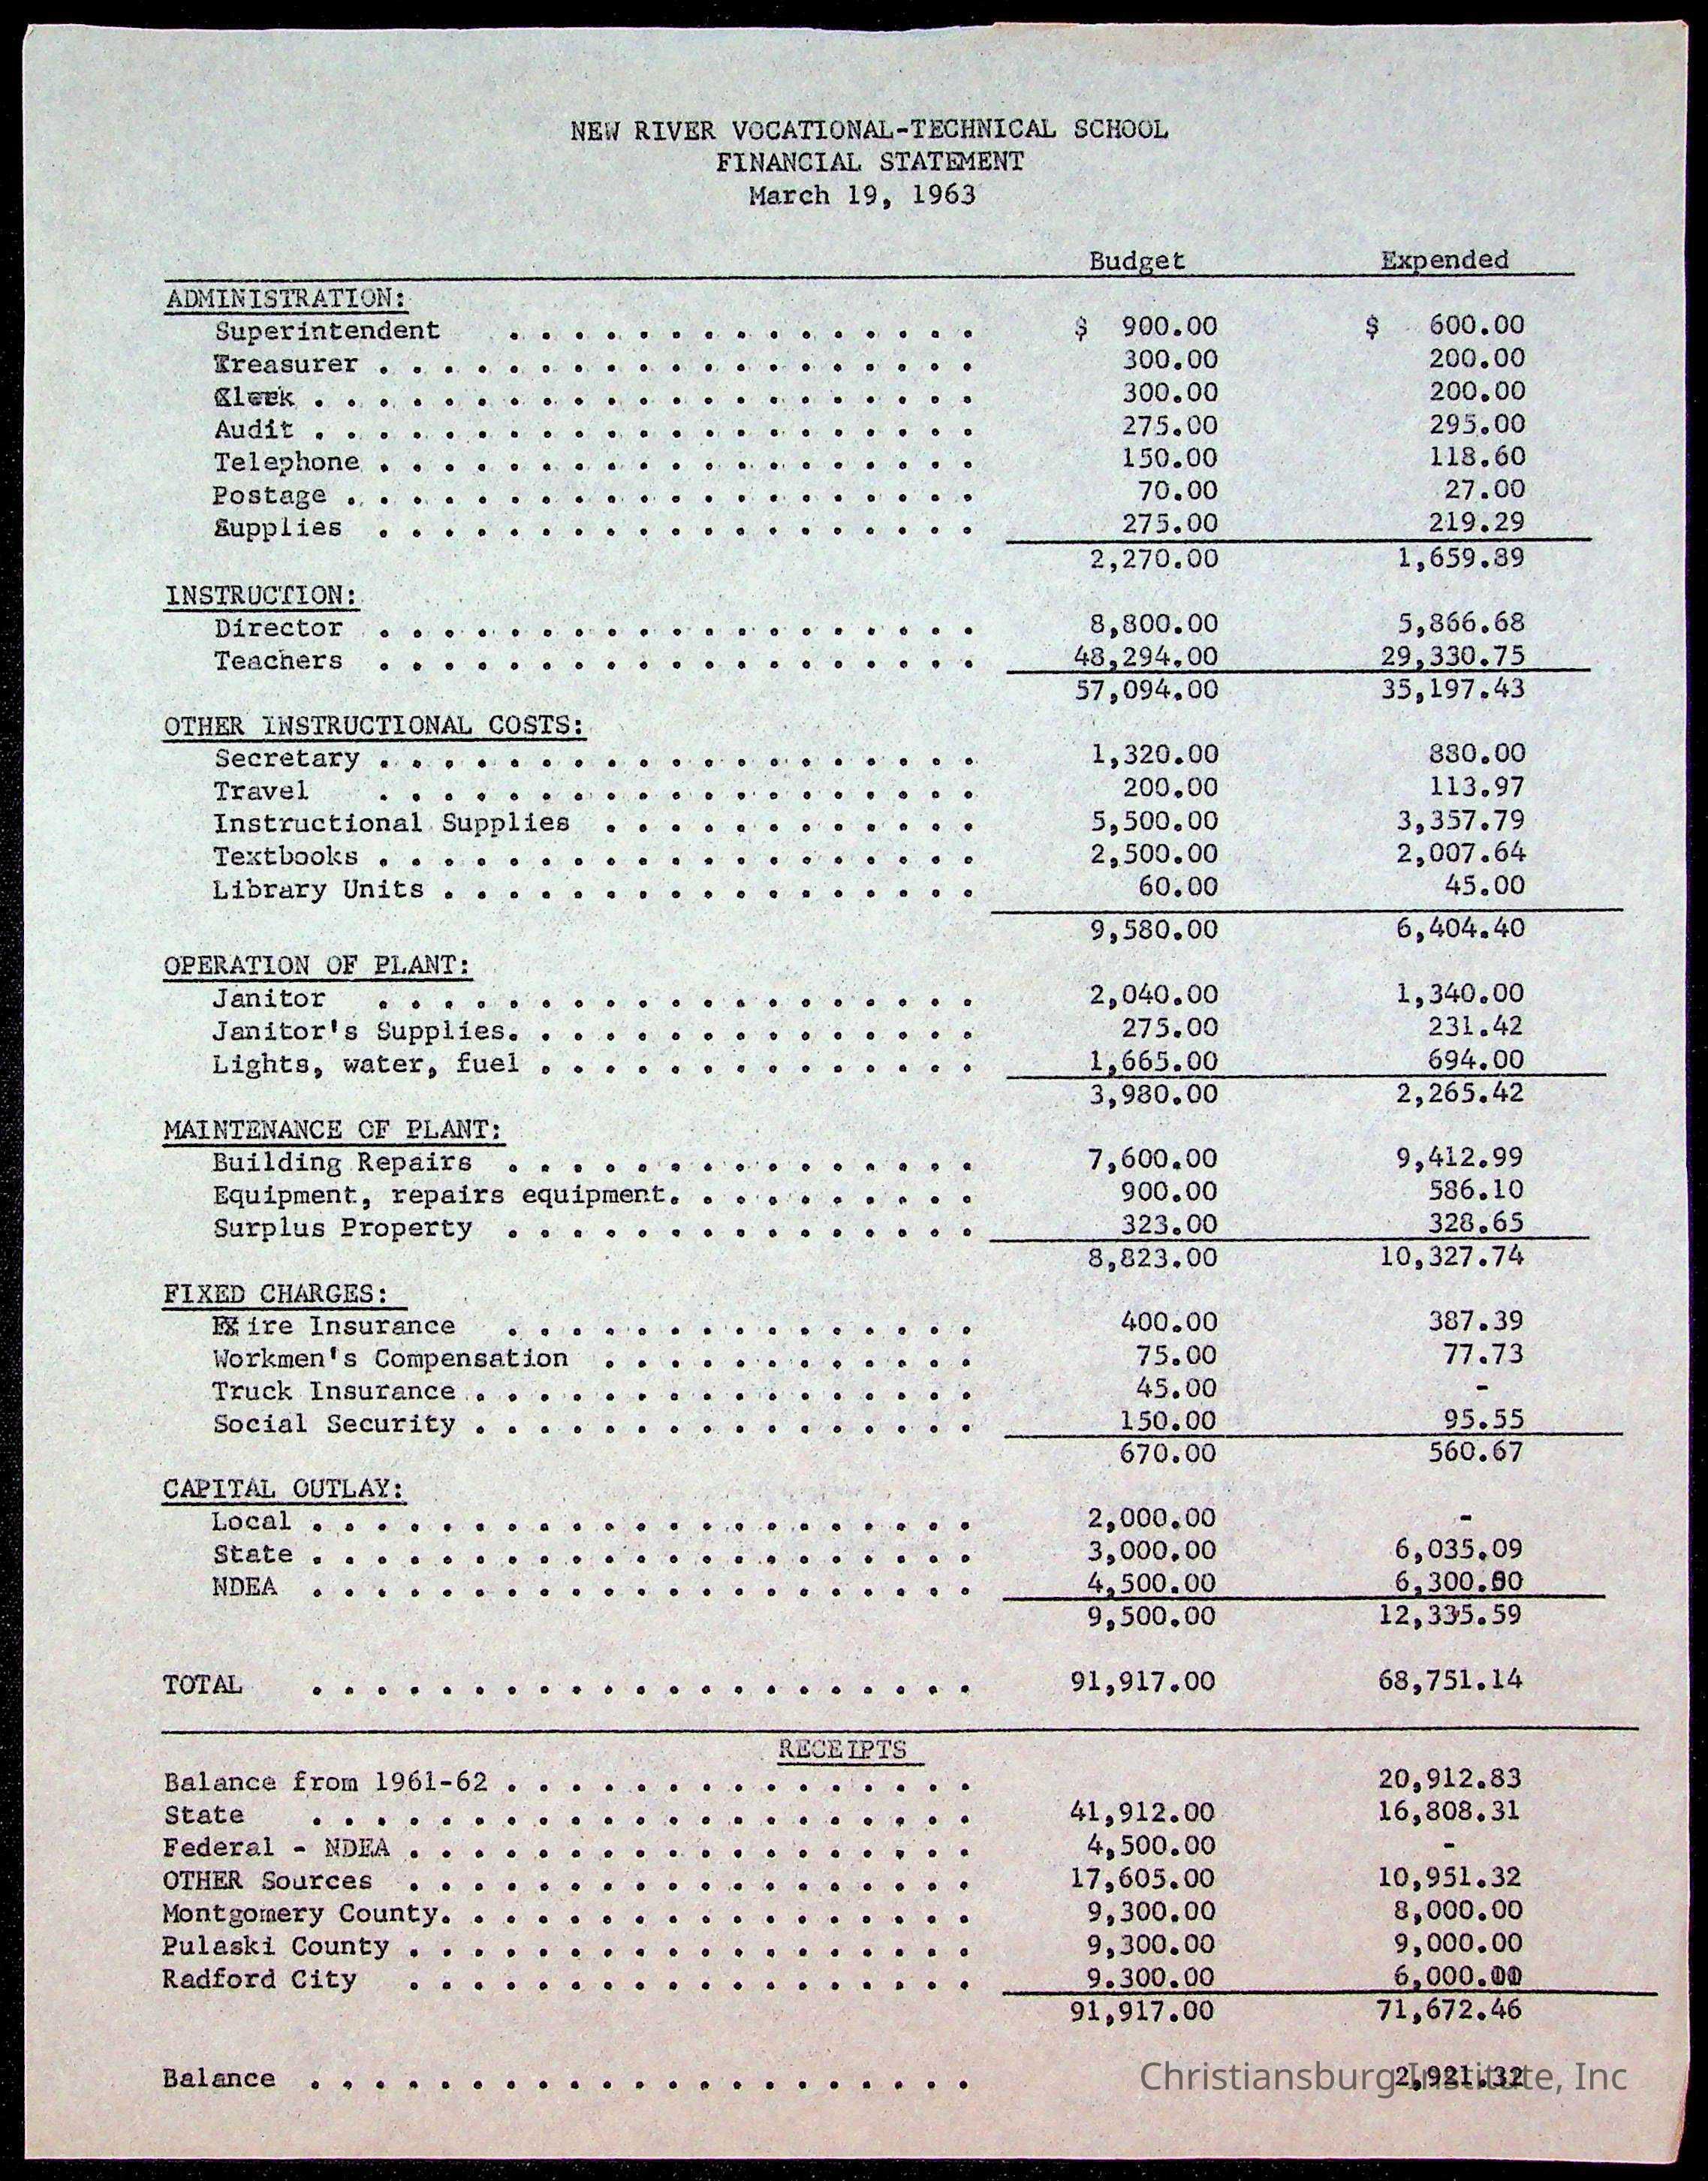 NEW RIVER VOCATIONAL-TECHNICAL SCHOOL
FINANCIAL STATEMENT
March 19, 1963
Budget Expended
ADMINISTRATION:
Superintendent . . . . . . . . . . . . . . . $ 900.00 $ 600.00
Treasurer . . . . . . . . . . . . . . . . . . . 300.00 200.00
Clerk . . . . . . . . . . . . . . . . . . . . . 300.00 200.00
Audit . . . . . . . . . . . . . . . . . . . . . 275.00 295.00
Telephone . . . . . . . . . . . . . . . . . . . 150.00 118.60
Postage . . . . . . . . . . . . . . . . . . . . 70.00 27.00
Supplies . . . . . . . . . . . . . . . . . . . 275.00 219.29
2,270.00 1,659.89
INSTRUCTION:
Director . . . . . . . . . . . . . . . . . . . 8,800.00 5,866.68
Teachers . . . . . . . . . . . . . . . . . . . 48,294.00 29,330.75
57,094.00 35,197.43
OTHER INSTRUCTIONAL COSTS:
Secretary . . . . . . . . . . . . . . . . . . . 1,320.00 880.00
Travel . . . . . . . . . . . . . . . . . . . 200.00 113.97
Instructional Supplies . . . . . . . . . . . . 5,500.00 3,357.79
Textbooks . . . . . . . . . . . . . . . . . . . 2,500.00 2,007.64
Library Units . . . . . . . . . . . . . . . . . 60.00 45.00
9,580.00 6,404.40
OPERATION OF PLANT:
Janitor . . . . . . . . . . . . . . . . . . . 2,040.00 1,340.00
Janitor's Supplies. . . . . . . . . . . . . . . 275.00 231.42
Lights, water, fuel . . . . . . . . . . . . . . 1,665.00 694.00
3,980.00 2,265.42
MAINTENANCE OF PLANT:
Building Repairs . . . . . . . . . . . . . . . 7,600.00 9,412.99
Equipment, repairs equipment. . . . . . . . . . 900.00 586.10
Surplus Property . . . . . . . . . . . . . . . 323.00 328.65
8,823.00 10,327.74
FIXED CHARGES:
Fire Insurance . . . . . . . . . . . . . . . 400.00 387.39
Workmen's Compensation . . . . . . . . . . . . 75.00 77.73
Truck Insurance . . . . . . . . . . . . . . . . 45.00 -
Social Security . . . . . . . . . . . . . . . . 150.00 95.55
670.00 560.67
CAPITAL OUTLAY:
Local . . . . . . . . . . . . . . . . . . . . . 2,000.00 -
State . . . . . . . . . . . . . . . . . . . . . 3,000.00 6,035.09
NDEA . . . . . . . . . . . . . . . . . . . . . 4,500.00 6,300.50
9,500.00 12,335.59
TOTAL . . . . . . . . . . . . . . . . . . . . . 91,917.00 68,751.14
RECEIPTS
Balance from 1961-62 . . . . . . . . . . . . . . . 20,912.83
State . . . . . . . . . . . . . . . . . . . . . 41,912.00 16,808.31
Federal - NDEA . . . . . . . . . . . . . . . . . . 4,500.00 -
OTHER Sources . . . . . . . . . . . . . . . . . . 17,605.00 10,951.32
Montgomery County. . . . . . . . . . . . . . . . . 9,300.00 8,000.00
Pulaski County . . . . . . . . . . . . . . . . . . 9,300.00 9,000.00
Radford City . . . . . . . . . . . . . . . . . . 9.300.00 6,000.00
91,917.00 71,672.46
Balance . . . . . . . . . . . . . . . . . . . . . 2,921.32
Christiansburg Institute, Inc